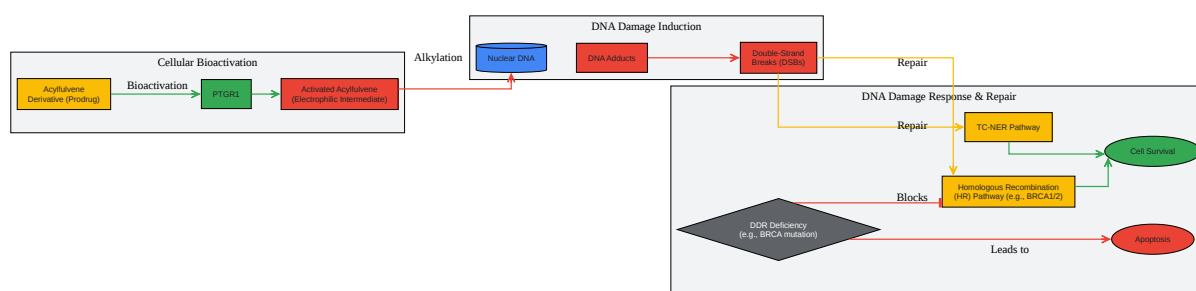 Cellular Bioactivation
Acylfulvene
Derivative (Prodrug)
Bioactivation
PTGR1
Activated Acylfulvene
(Electrophilic Intermediate)
Alkylation
DNA Damage Induction
Nuclear DNA
DNA Adducts
Double-Strand
Breaks (DSBs)
Repair
DNA Damage Response & Repair
Repair
TC-NER Pathway
Cell Survival
Homologous Recombination
(HR) Pathway (e.g., BRCA1/2)
Blocks
DDR Deficiency
(e.g., BRCA mutation)
Leads to
Apoptosis